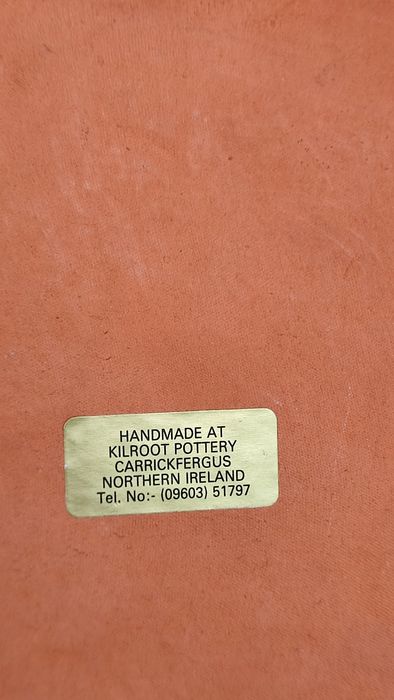 HANDMADE AT
KILROOT POTTERY
CARRICKFERGUS
NORTHERN IRELAND
Tel. No:- (09603) 51797